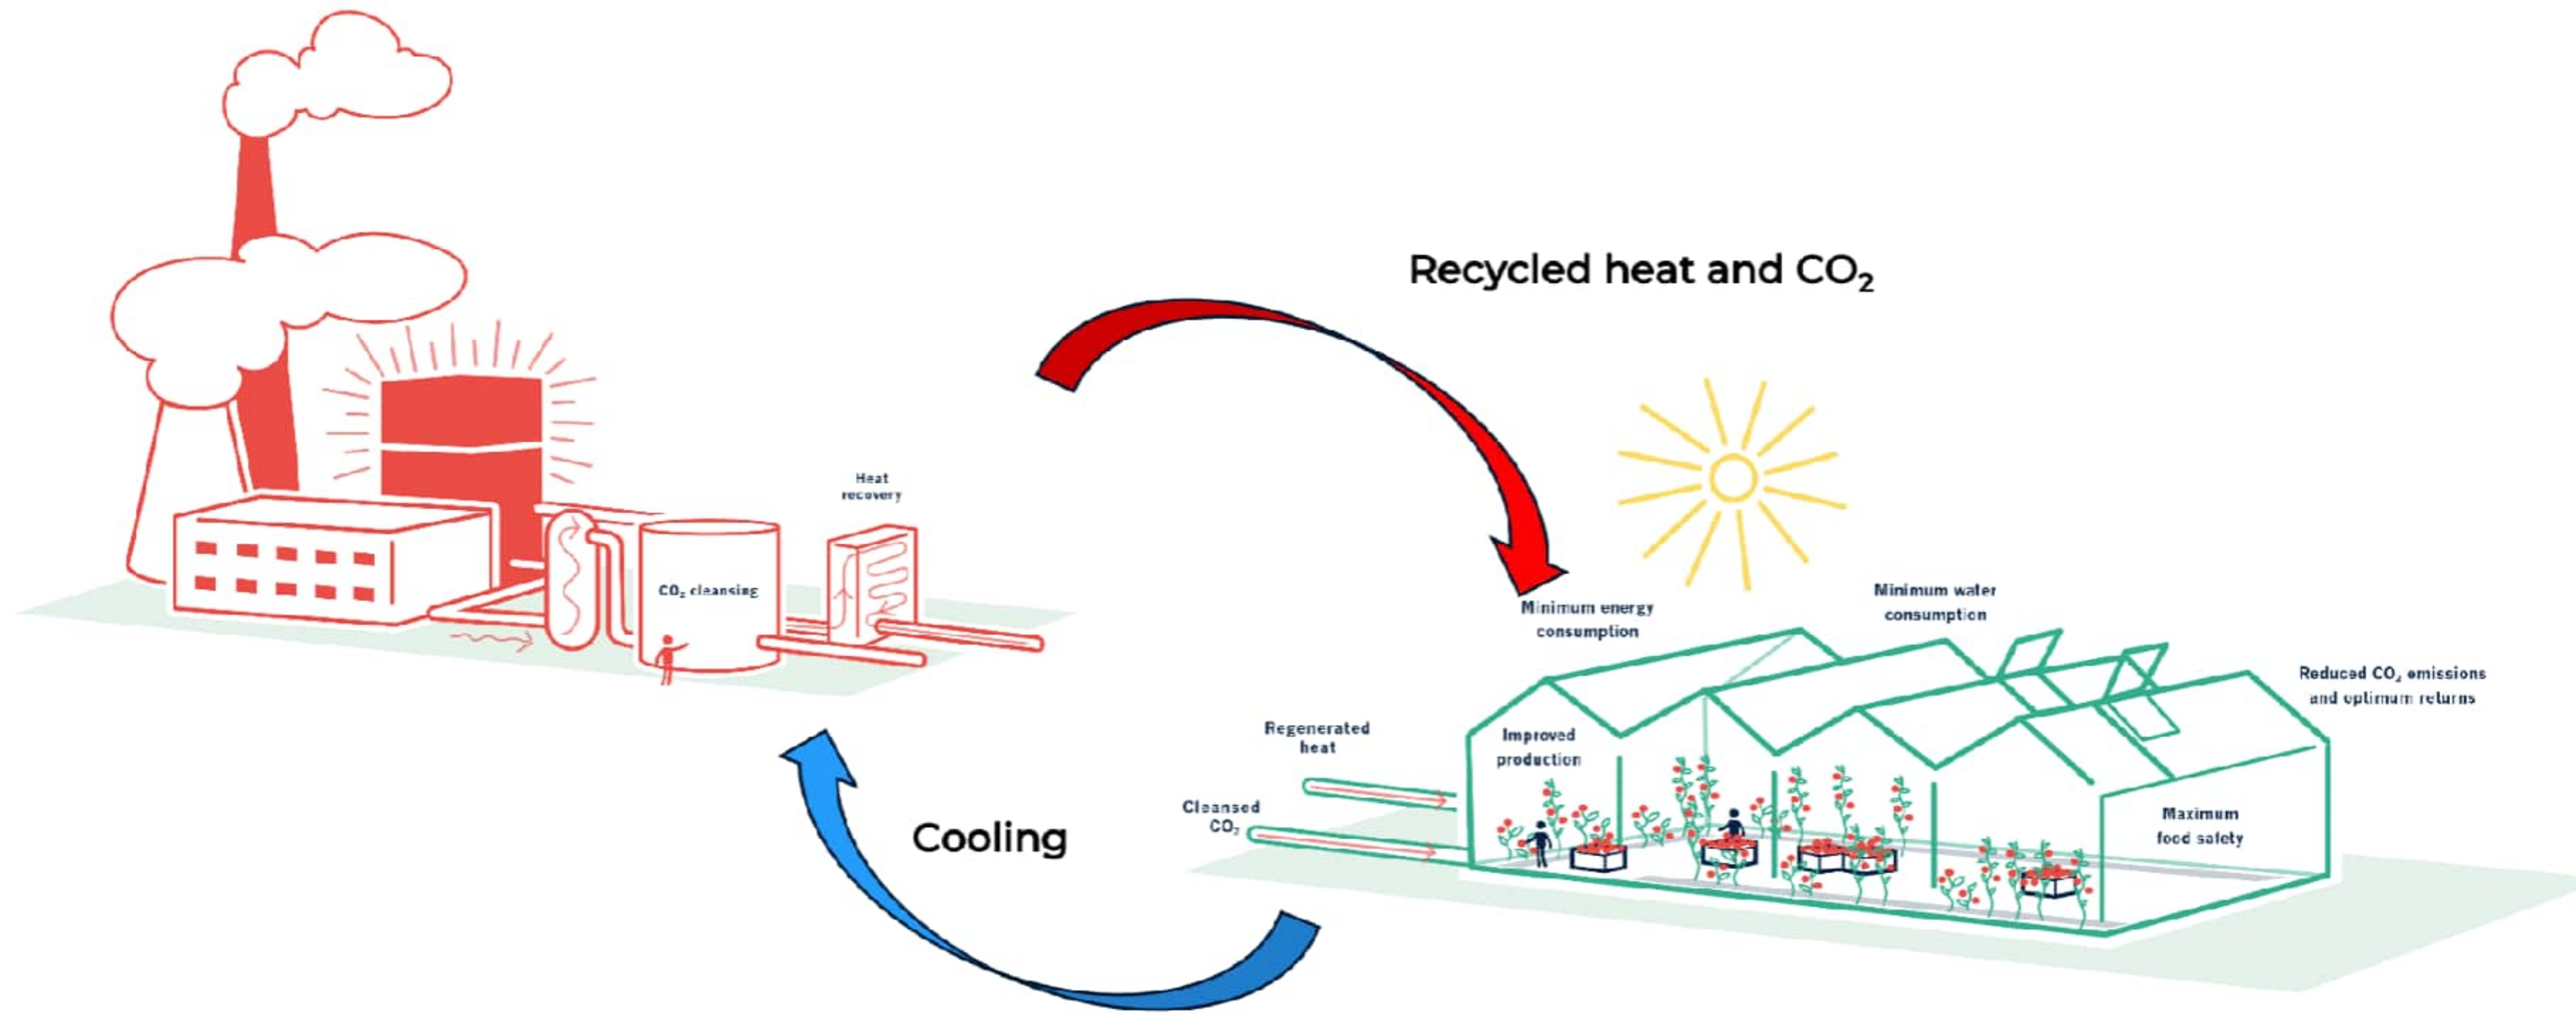 Recycled heat and CO₂
Heat
recovery
CO₂ cleansing
Minimum energy
consumption
Minimum water
consumption
Reduced CO₂ emissions
and optimum returns
Regenerated
heat
Improved
production
Cleansed
CO₂
Cooling
Maximum
food safety